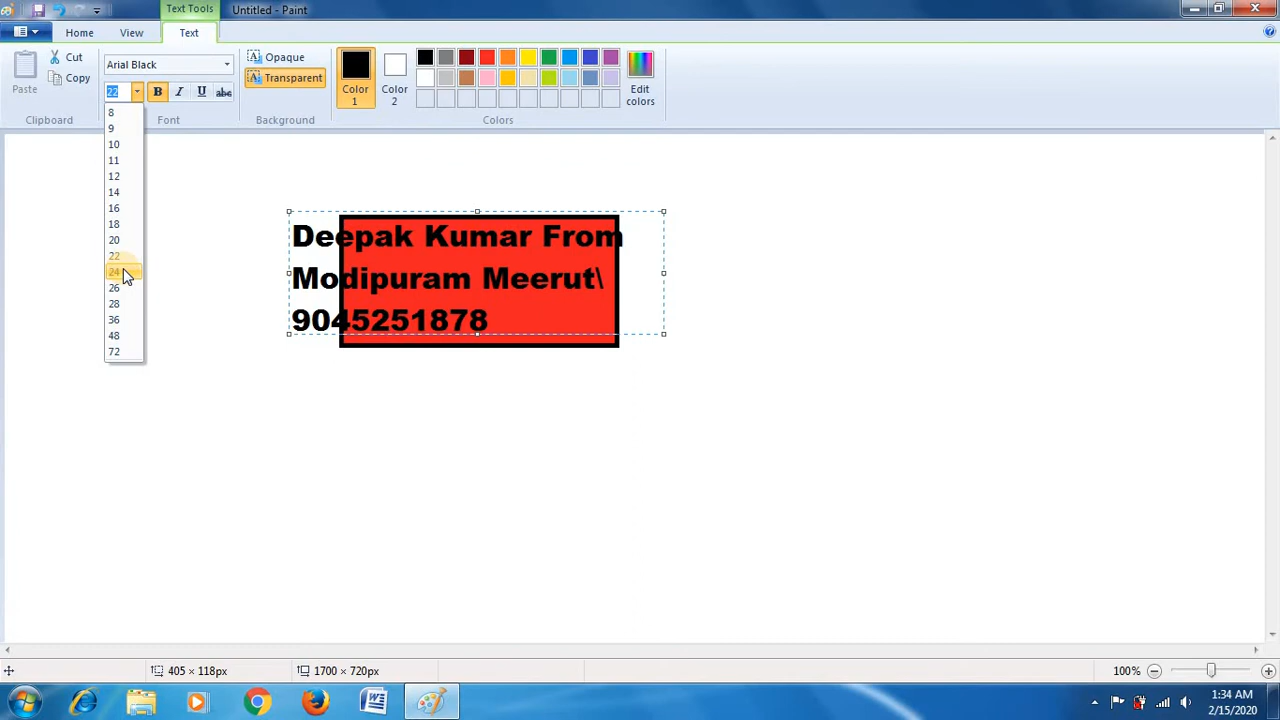 Text Tools
Untitled - Paint
Home
View
Text
Paste
Cut
Copy
Clipboard
Arial Black
22
B
I
U
abc
Font
Opaque
Transparent
Background
Color
1
Color
2
Edit
colors
Colors
8
9
10
11
12
14
16
18
20
22
24
26
28
36
48
72
Deepak Kumar From
Modipuram Meerut\
9045251878
405 × 118px
1700 × 720px
100%
1:34 AM
2/15/2020